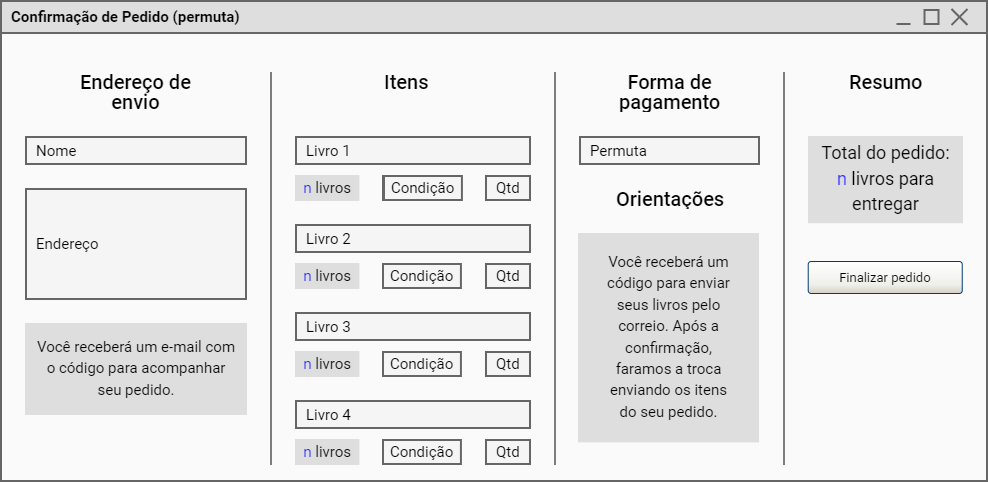 Confirmação de Pedido (permuta)
Endereço de
envio
Nome
Endereço
Você receberá um e-mail com
o código para acompanhar
seu pedido.
Itens
Livro 1
n livros
Condição
Qtd
Livro 2
n livros
Condição
Qtd
Livro 3
n livros
Condição
Qtd
Livro 4
n livros
Condição
Qtd
Forma de
pagamento
Permuta
Orientações
Você receberá um
código para enviar
seus livros pelo
correio. Após a
confirmação,
faramos a troca
enviando os itens
do seu pedido.
Resumo
Total do pedido:
n livros para
entregar
Finalizar pedido